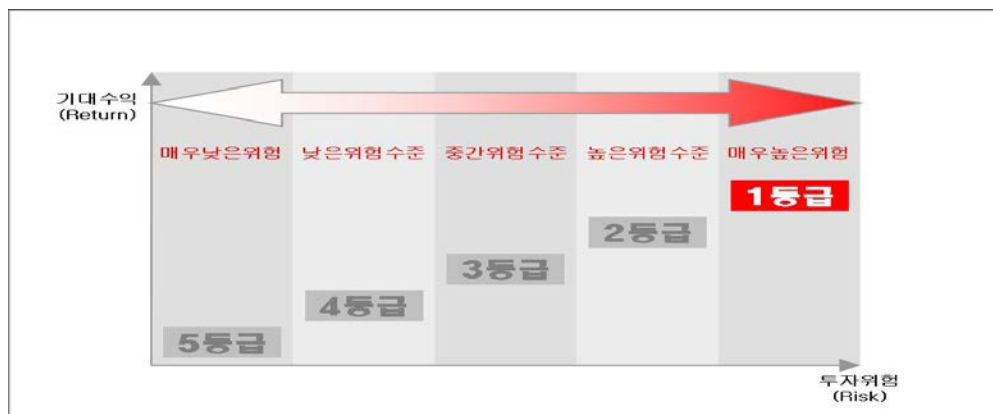 기대수익
(Return)
매우낮은위험 낮은위험수준 중간위험수준 높은위험수준 매우높은위험
1등급
2등급
3등급
4등급
5등급
투자위험
(Risk)